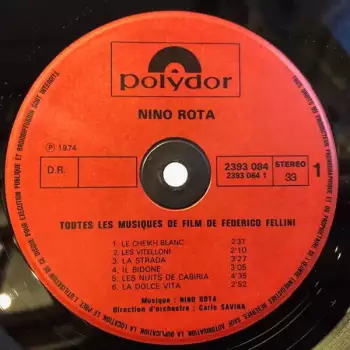 polydor
NINO ROTA
Ⓟ 1974
D.R.
2393 084
2393 084 1
STEREO
33
1
TOUTES LES MUSIQUES DE FILM DE FEDERICO FELLINI
1. LE CHEIKH BLANC 2'37
2. LES VITELLONI 2'10
3. LA STRADA 2'27
4. IL BIDONE 3'05
5. LES NUITS DE CABIRIA 4'35
6. LA DOLCE VITA 2'52
Musique : NINO ROTA
Direction d'orchestre : Carlo SAVINA